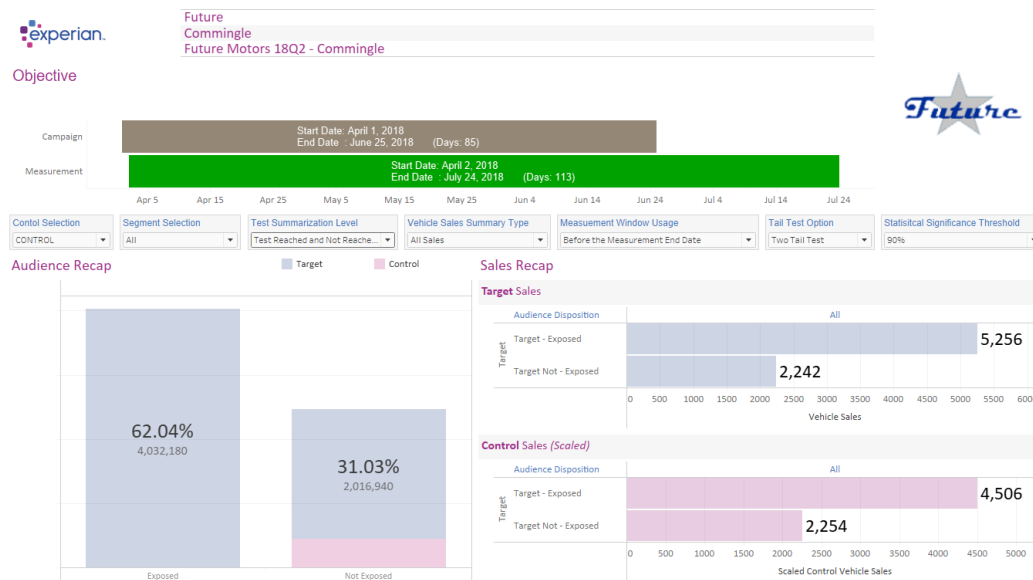 experian.
Future
Commingle
Future Motors 18Q2 - Commingle
Objective
Future
Campaign
Start Date: April 1, 2018
End Date : June 25, 2018 (Days: 85)
Measurement
Start Date: April 2, 2018
End Date : July 24, 2018 (Days: 113)
Apr 5 Apr 15 Apr 25 May 5 May 15 May 25 Jun 4 Jun 14 Jun 24 Jul 4 Jul 14 Jul 24
Contol Selection Segment Selection Test Summarization Level Vehicle Sales Summary Type Measuement Window Usage Tail Test Option Statisitcal Significance Threshold
CONTROL All Test Reached and Not Reache... All Sales Before the Measurement End Date Two Tail Test 90%
Audience Recap
Target Control
62.04%
4,032,180
31.03%
2,016,940
Exposed Not Exposed
Sales Recap
Target Sales
Audience Disposition All
Target
Target - Exposed 5,256
Target Not - Exposed 2,242
0 500 1000 1500 2000 2500 3000 3500 4000 4500 5000 5500 600
Vehicle Sales
Control Sales (Scaled)
Audience Disposition All
Target
Target - Exposed 4,506
Target Not - Exposed 2,254
0 500 1000 1500 2000 2500 3000 3500 4000 4500 5000
Scaled Control Vehicle Sales